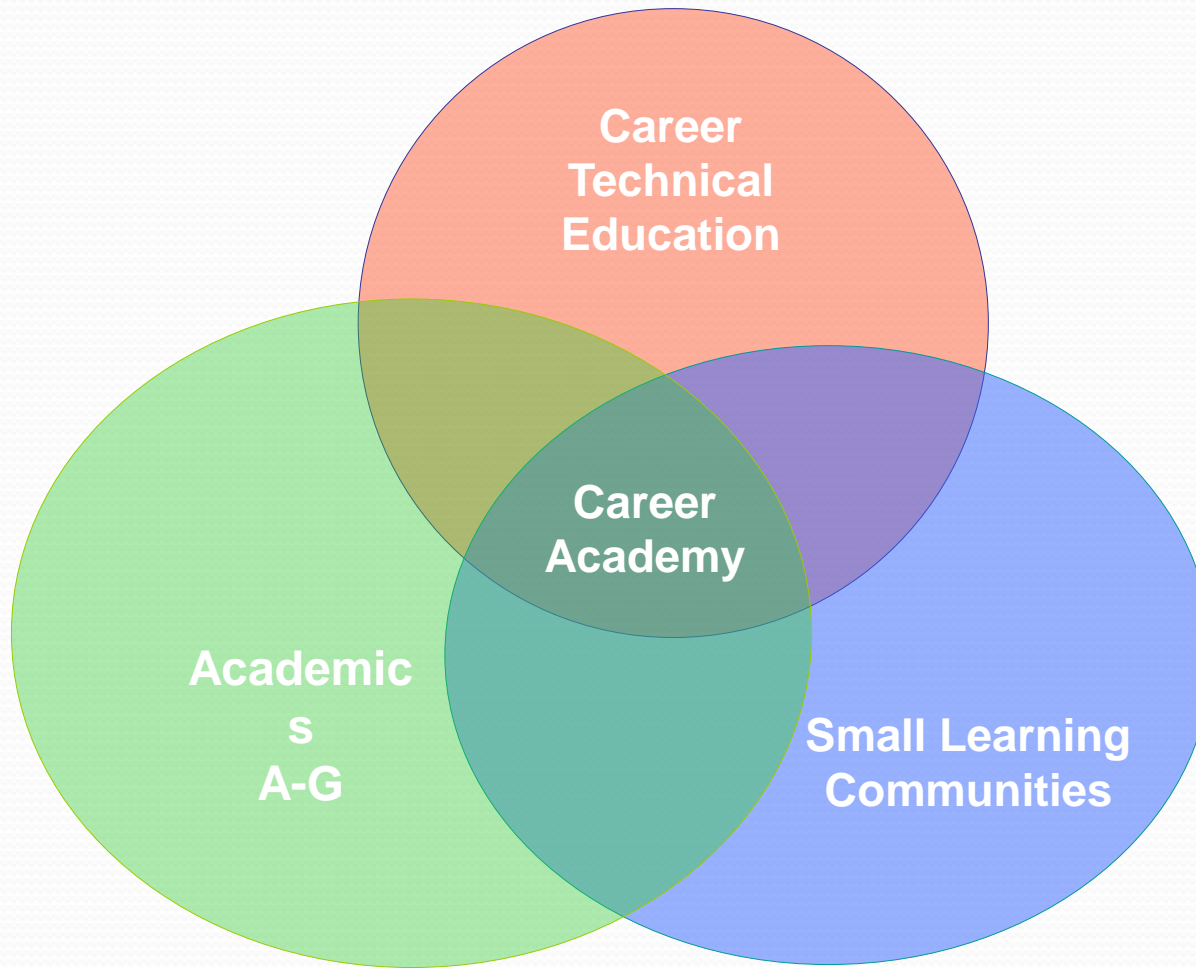 Career
Technical
Education
Career
Academy
Academic
s
A-G
Small Learning
Communities